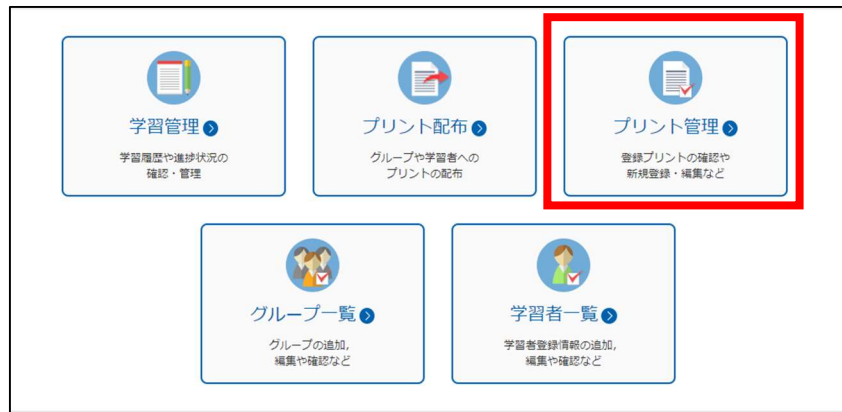 学習管理
学習履歴や進捗状況の
確認・管理
プリント配布
グループや学習者への
プリントの配布
プリント管理
登録プリントの確認や
新規登録・編集など
グループ一覧
グループの追加,
編集や確認など
学習者一覧
学習者登録情報の追加,
編集や確認など